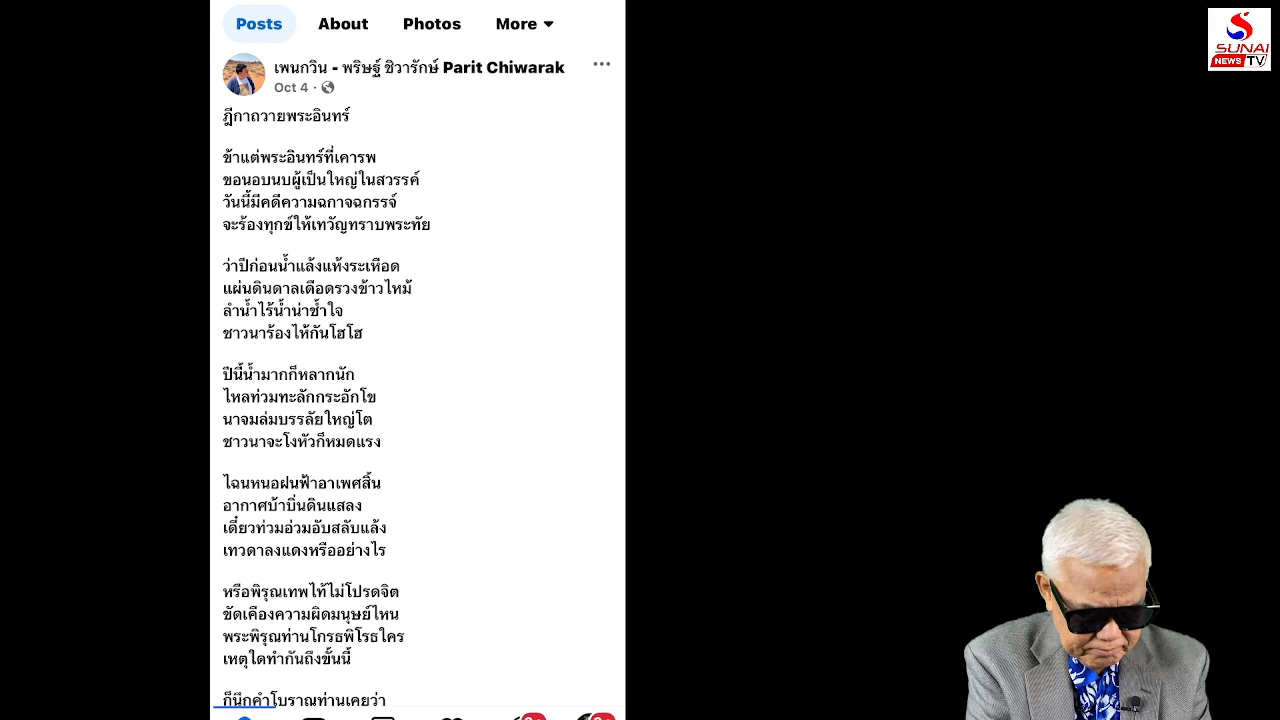 Posts About Photos More
เพนกวิน - พริษฐ์ ชิวารักษ์ Parit Chiwarak
Oct 4 ·
ฎีกาถวายพระอินทร์
ข้าแต่พระอินทร์ที่เคารพ
ขอนอบนบผู้เป็นใหญ่ในสวรรค์
วันนี้มีคดีความฉกาจฉกรรจ์
จะร้องทุกข์ให้เทวัญทราบพระทัย
ว่าปีก่อนน้ำแล้งแห้งระเหือด
แผ่นดินดาลเดือดรวงข้าวไหม้
ลำน้ำไร้น้ำน่าช้ำใจ
ชาวนาร้องไห้กันโฮโฮ
ปีนี้น้ำมากก็หลากนัก
ไหลท่วมทะลักกระอักโข
นาจมล่มบรรลัยใหญ่โต
ชาวนาจะโงหัวก็หมดแรง
ไฉนหนอฝนฟ้าอาเพศสิ้น
อากาศบ้าบิ่นดินแสลง
เดี๋ยวท่วมอ่วมอับสลับแล้ง
เทวดาลงแดงหรืออย่างไร
หรือพิรุณเทพไท้ไม่โปรดจิต
ขัดเคืองความผิดมนุษย์ไหน
พระพิรุณท่านโกรธพิโรธใคร
เหตุใดทำกันถึงขั้นนี้
ก็นึกคำโบราณท่านเคยว่า
SUNAI
NEWS TV